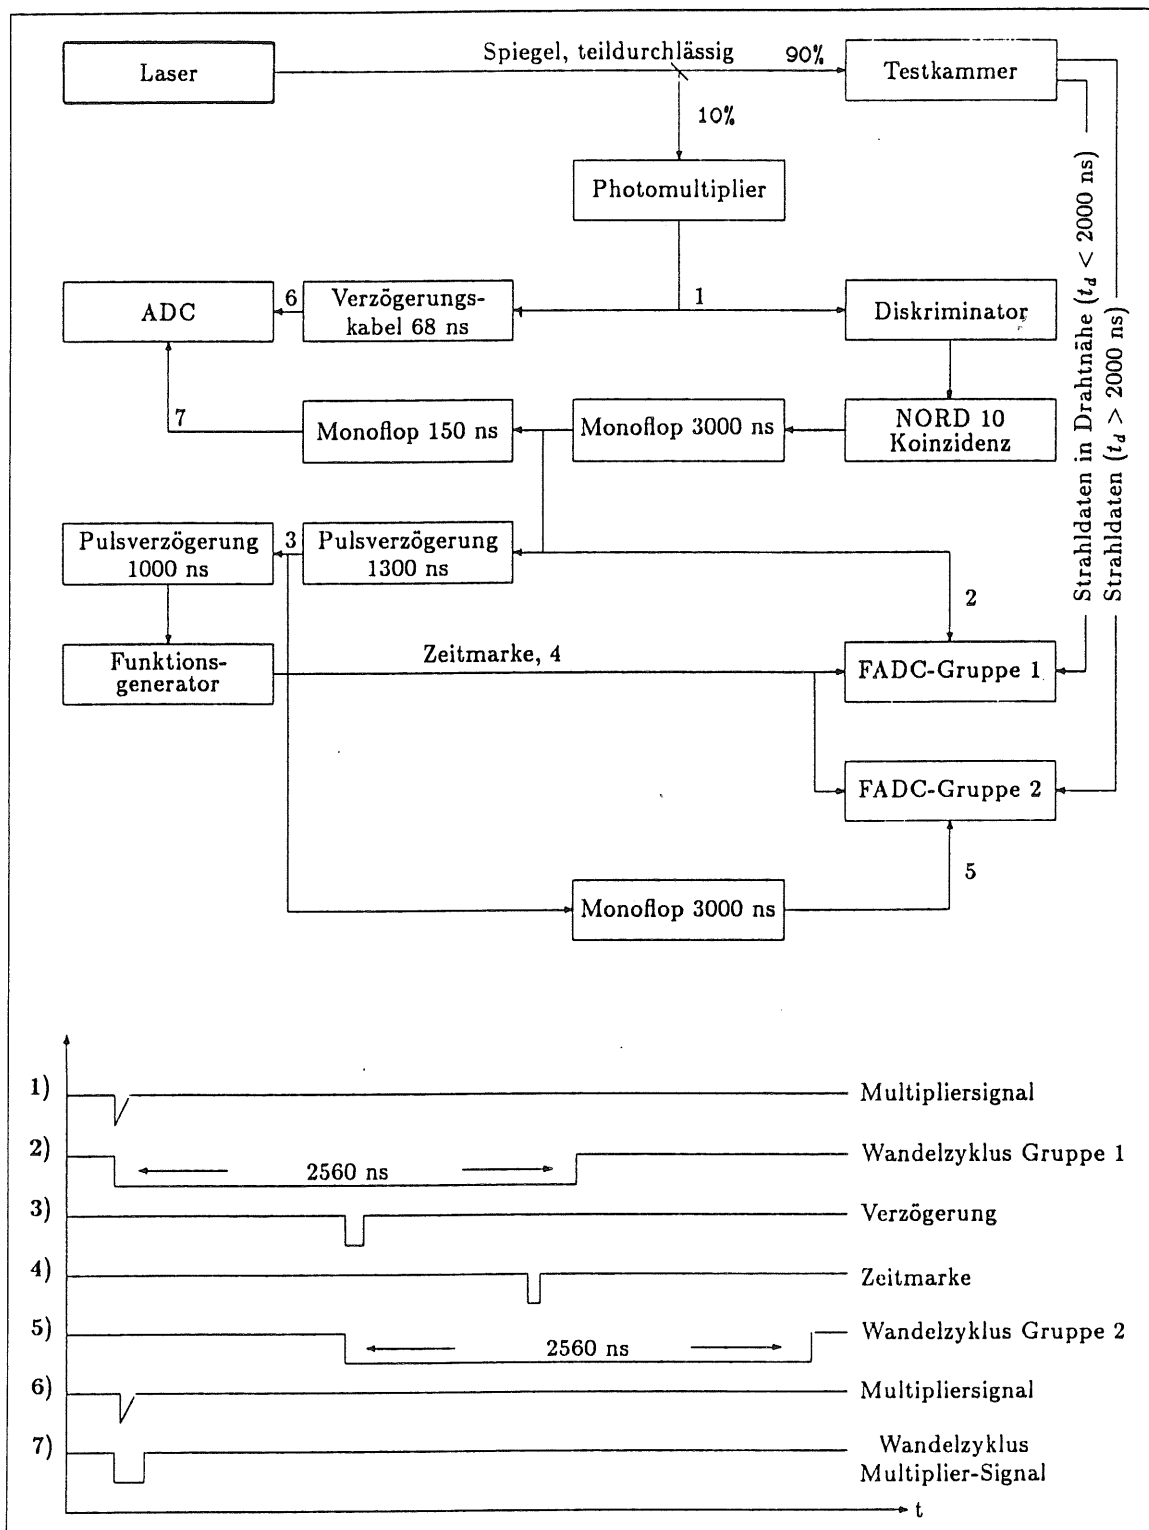 Laser
Spiegel, teildurchlässig
90%
Testkammer
10%
Photomultiplier
1
6
ADC
Verzögerungs-
kabel 68 ns
Diskriminator
7
Monoflop 150 ns
Monoflop 3000 ns
NORD 10
Koinzidenz
Strahldaten in Drahtnähe (t_d < 2000 ns)
Strahldaten (t_d > 2000 ns)
Pulsverzögerung
1000 ns
3
Pulsverzögerung
1300 ns
2
Funktions-
generator
Zeitmarke, 4
FADC-Gruppe 1
FADC-Gruppe 2
5
Monoflop 3000 ns
1)
Multipliersignal
2)
2560 ns
Wandelzyklus Gruppe 1
3)
Verzögerung
4)
Zeitmarke
5)
2560 ns
Wandelzyklus Gruppe 2
6)
Multipliersignal
7)
Wandelzyklus
Multiplier-Signal
t